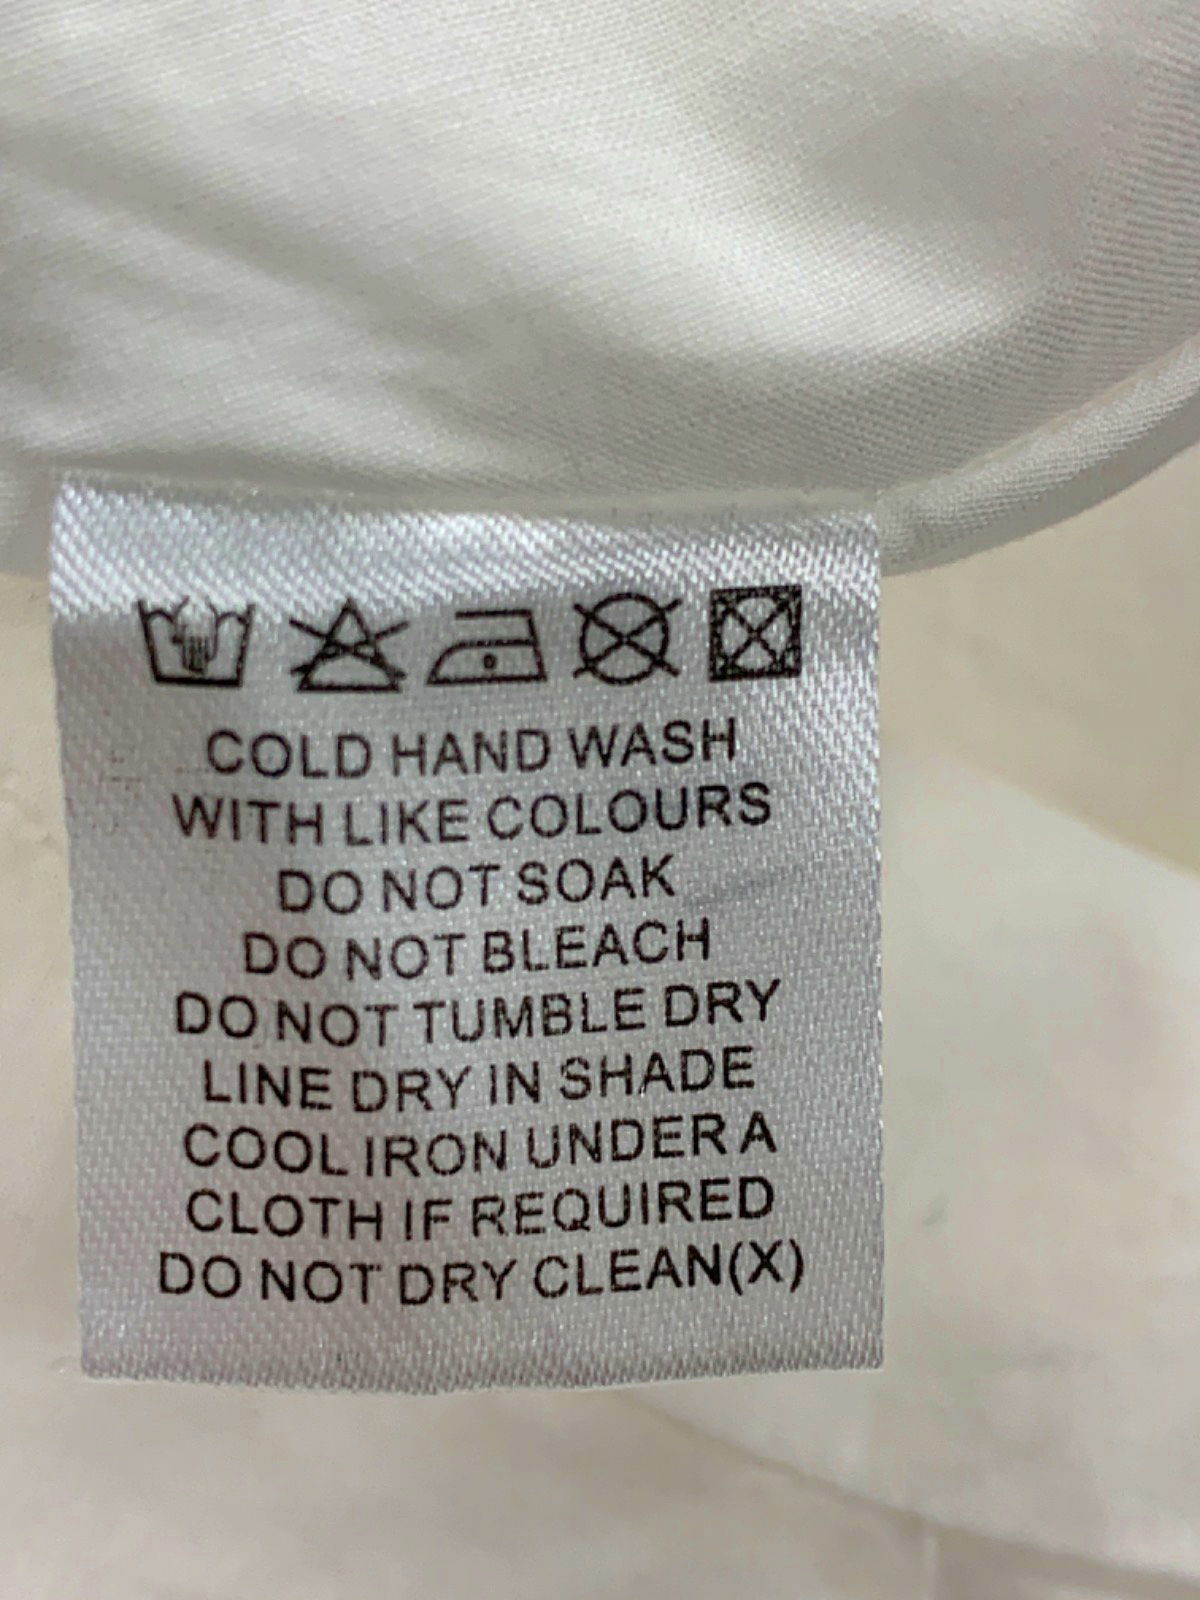 COLD HAND WASH
WITH LIKE COLOURS
DO NOT SOAK
DO NOT BLEACH
DO NOT TUMBLE DRY
LINE DRY IN SHADE
COOL IRON UNDER A
CLOTH IF REQUIRED
DO NOT DRY CLEAN(X)